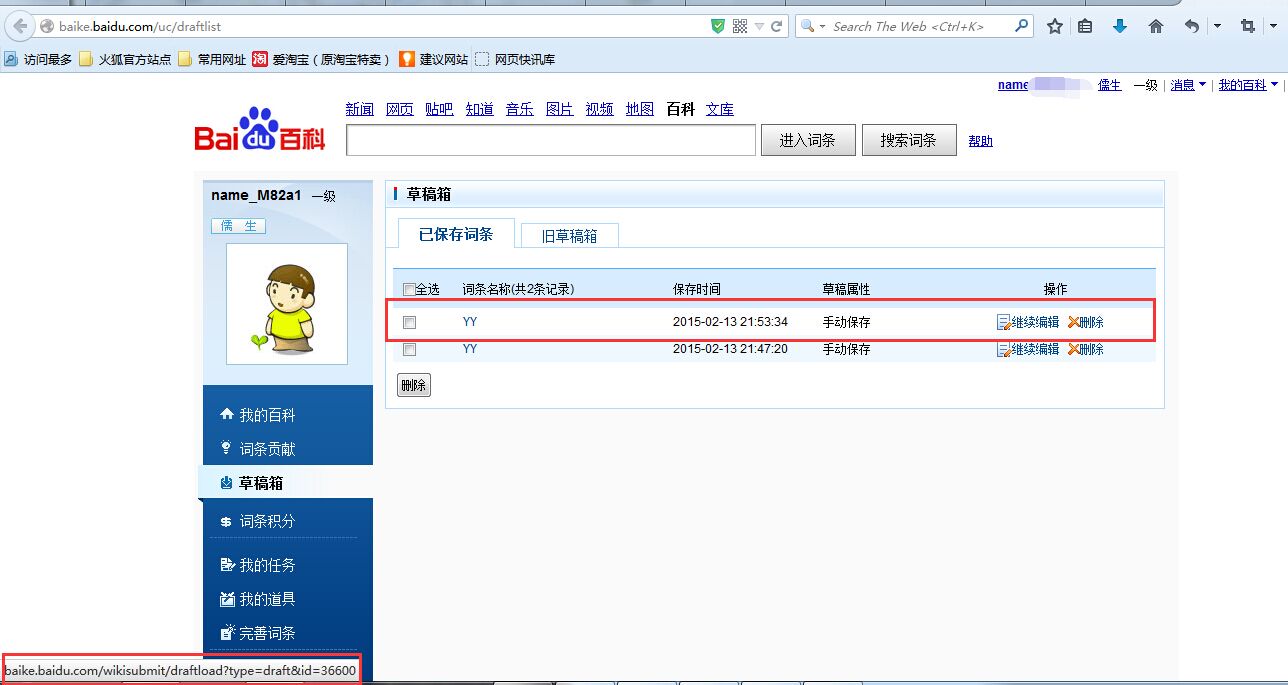 baike.baidu.com/uc/draftlist Search The Web <Ctrl+K>
访问最多 火狐官方站点 常用网址 淘 爱淘宝（原淘宝特卖） 建议网站 网页快讯库
name 儒生 一级 | 消息 | 我的百科 |
新闻 网页 贴吧 知道 音乐 图片 视频 地图 百科 文库
Bai du 百科 进入词条 搜索词条 帮助
name_M82a1 一级
儒 生
草稿箱
已保存词条 旧草稿箱
全选 词条名称(共2条记录) 保存时间 草稿属性 操作
YY 2015-02-13 21:53:34 手动保存 继续编辑 删除
YY 2015-02-13 21:47:20 手动保存 继续编辑 删除
删除
我的百科
词条贡献
草稿箱
词条积分
我的任务
我的道具
完善词条
baike.baidu.com/wikisubmit/draftload?type=draft&id=36600